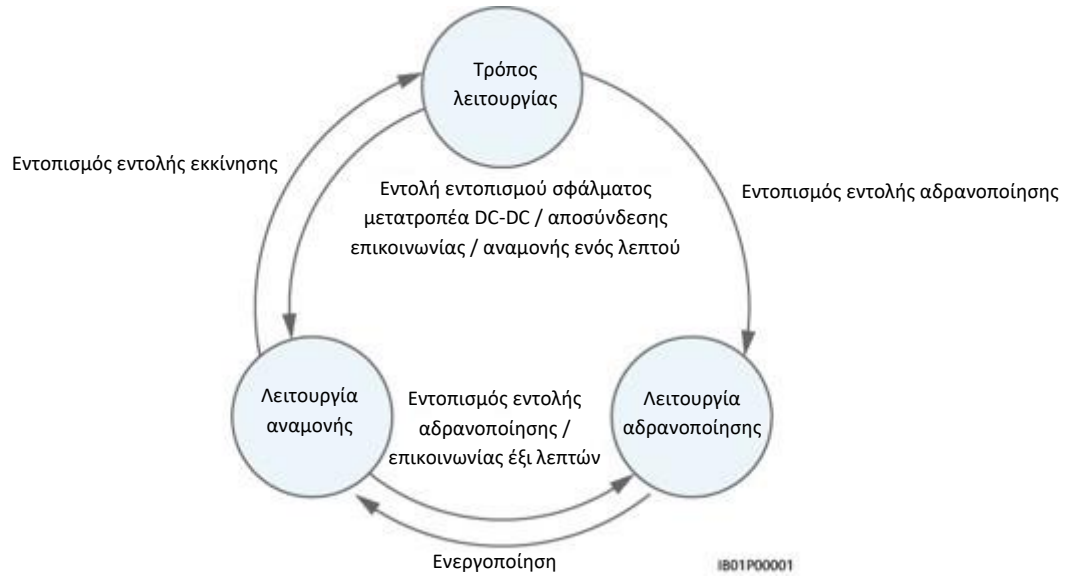 Τρόπος
λειτουργίας
Εντοπισμός εντολής εκκίνησης
Εντολή εντοπισμού σφάλματος
μετατροπέα DC-DC / αποσύνδεσης
επικοινωνίας / αναμονής ενός λεπτού
Εντοπισμός εντολής αδρανοποίησης
Λειτουργία
αναμονής
Εντοπισμός εντολής
αδρανοποίησης /
επικοινωνίας έξι λεπτών
Λειτουργία
αδρανοποίησης
Ενεργοποίηση
IB01P00001